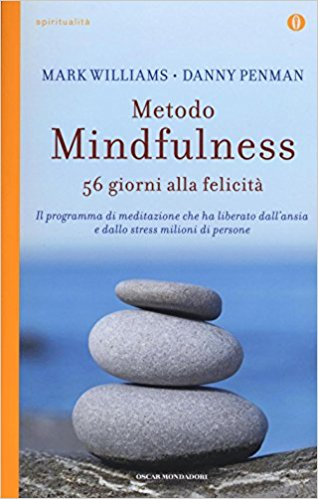 spiritualità
MARK WILLIAMS · DANNY PENMAN
Metodo
Mindfulness
56 giorni alla felicità
Il programma di meditazione che ha liberato dall'ansia
e dallo stress milioni di persone
OSCAR MONDADORI